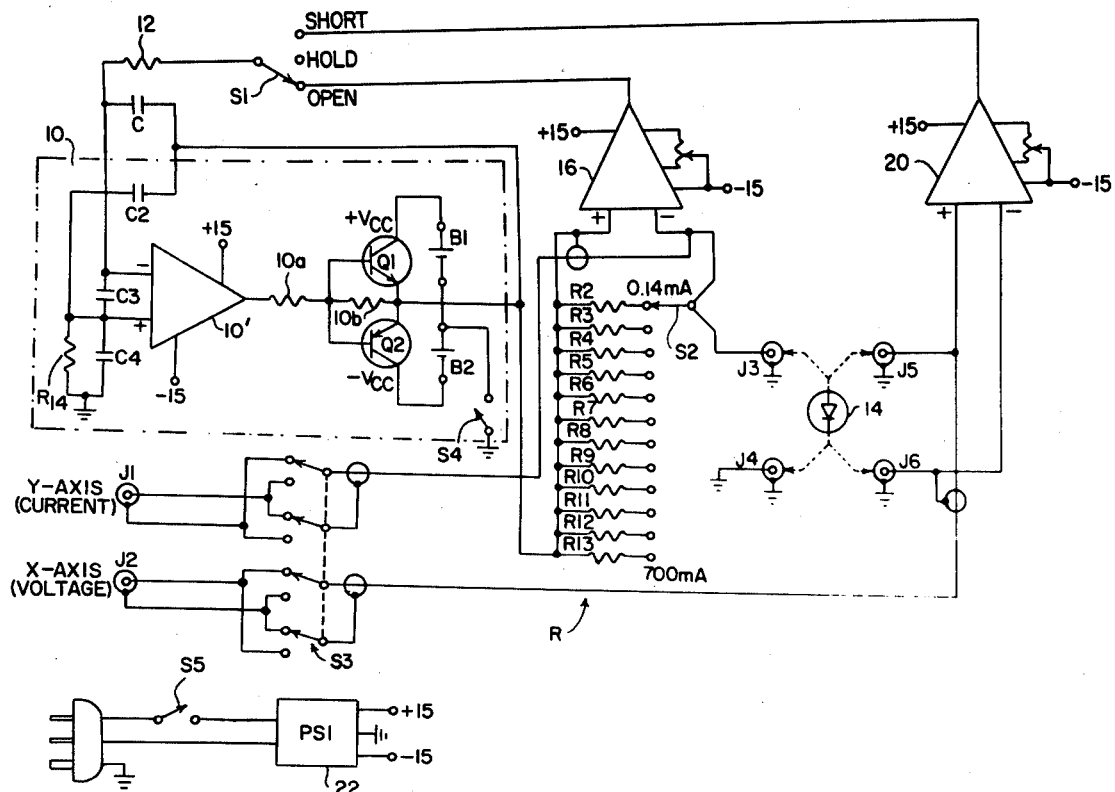 12
SHORT
HOLD
OPEN
S1
C
10
C2
+15
16
-15
+15
20
-15
+ -
+ -
+VCC
B1
Q1
10a
+15
-
C3
+
10'
10b
Q2
B2
-VCC
C4
R14
-15
S4
R2
0.14mA
S2
R3
R4
R5
R6
R7
R8
R9
R10
R11
R12
R13
700mA
J3
J5
14
J4
J6
Y-AXIS
(CURRENT)
J1
X-AXIS
(VOLTAGE)
J2
S3
R
S5
PS1
+15
-15
22